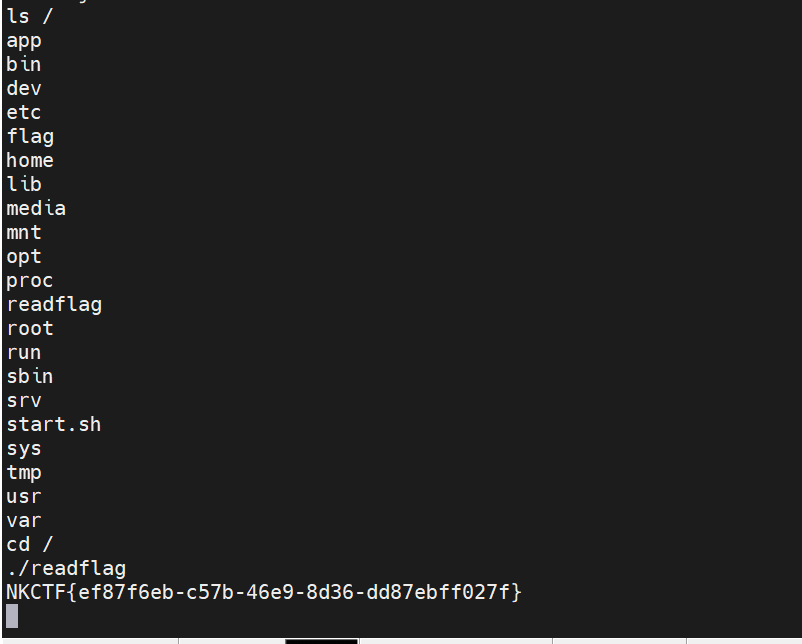 ls /
app
bin
dev
etc
flag
home
lib
media
mnt
opt
proc
readflag
root
run
sbin
srv
start.sh
sys
tmp
usr
var
cd /
./readflag
NKCTF{ef87f6eb-c57b-46e9-8d36-dd87ebff027f}